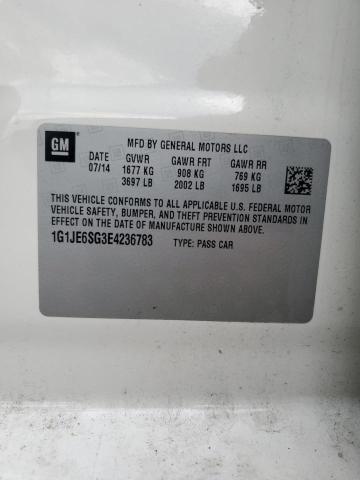 GM
MFD BY GENERAL MOTORS LLC
DATE GVWR GAWR FRT GAWR RR
07/14 1677 KG 908 KG 769 KG
3697 LB 2002 LB 1695 LB
THIS VEHICLE CONFORMS TO ALL APPLICABLE U.S. FEDERAL MOTOR
VEHICLE SAFETY, BUMPER, AND THEFT PREVENTION STANDARDS IN
EFFECT ON THE DATE OF MANUFACTURE SHOWN ABOVE.
1G1JE6SG3E4236783 TYPE: PASS CAR